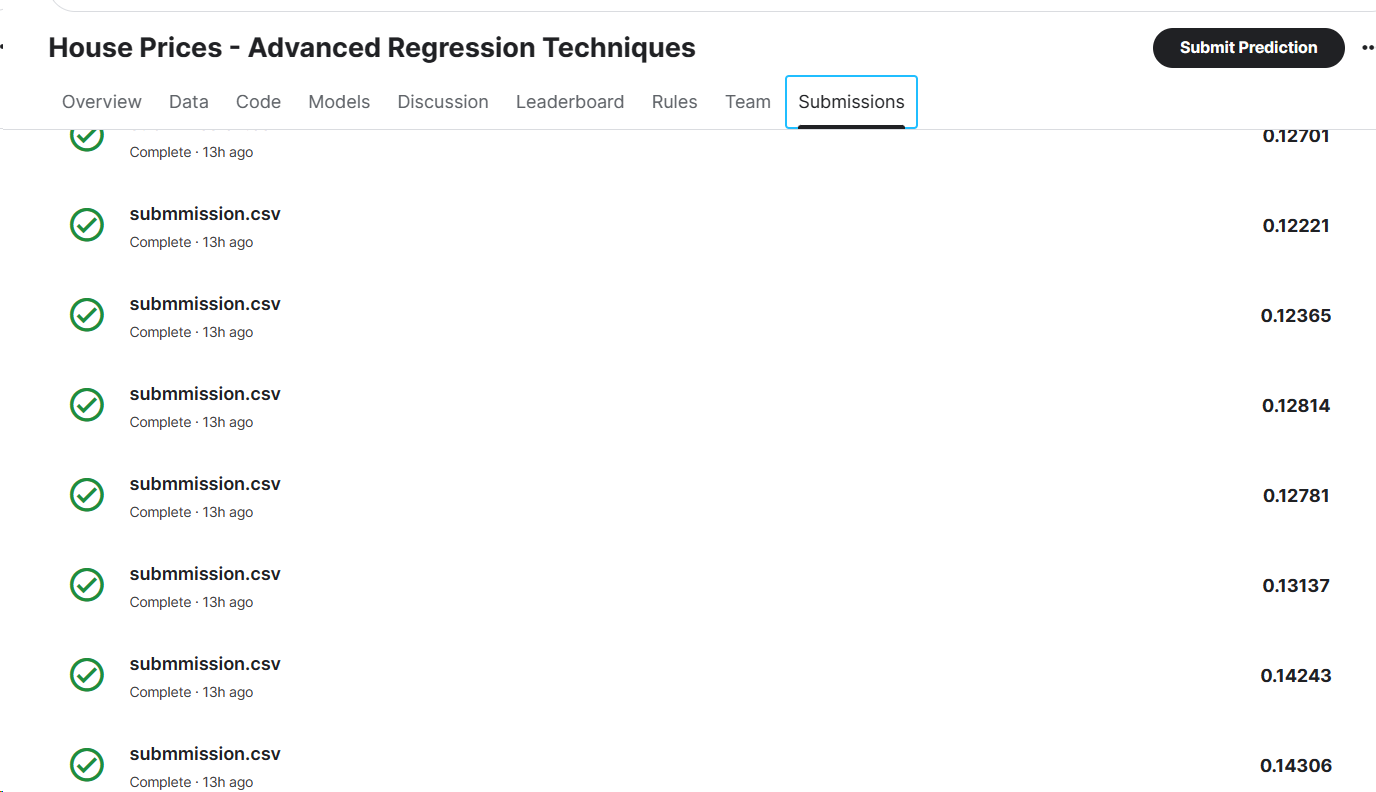 House Prices - Advanced Regression Techniques
Submit Prediction
Overview Data Code Models Discussion Leaderboard Rules Team Submissions
0.12701
Complete · 13h ago
submmission.csv
0.12221
Complete · 13h ago
submmission.csv
0.12365
Complete · 13h ago
submmission.csv
0.12814
Complete · 13h ago
submmission.csv
0.12781
Complete · 13h ago
submmission.csv
0.13137
Complete · 13h ago
submmission.csv
0.14243
Complete · 13h ago
submmission.csv
0.14306
Complete · 13h ago